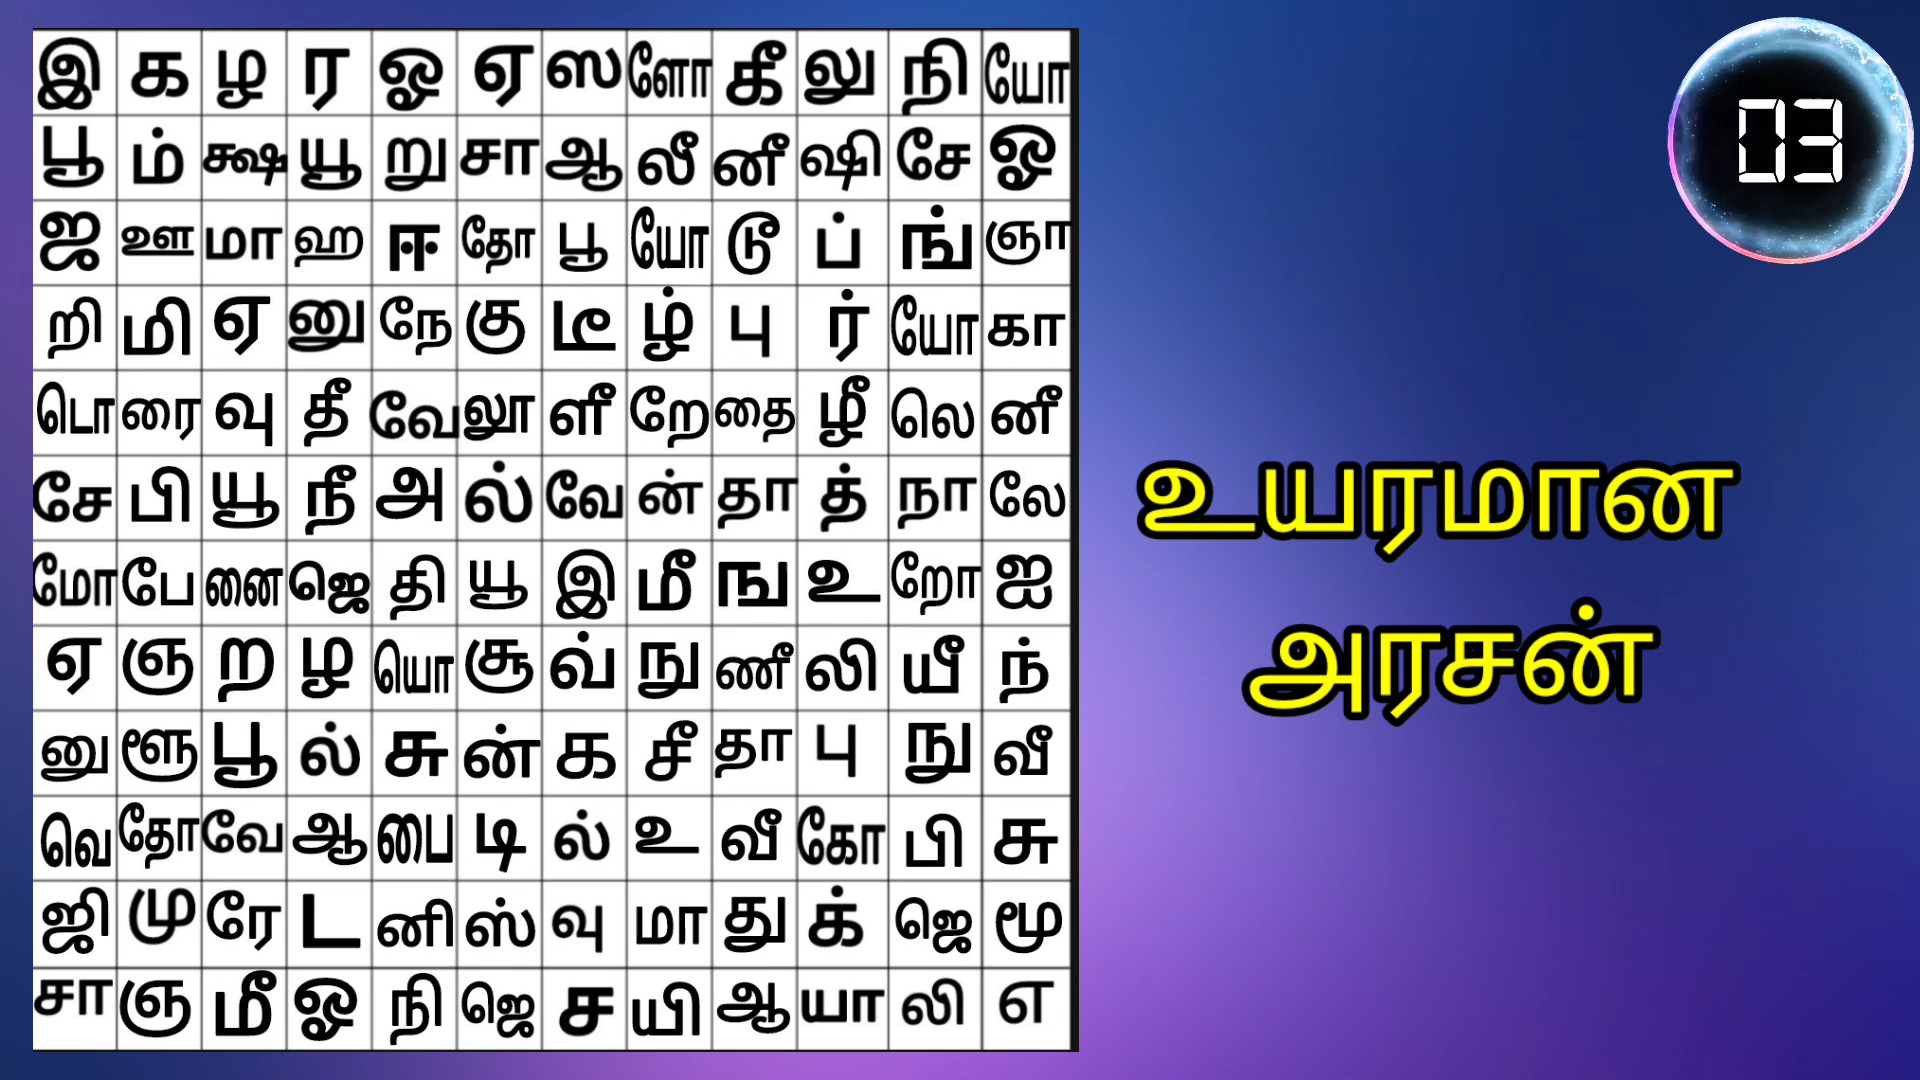 இ க ழ ர ஓ ஏ ஸ ளோ கீ லு நி யோ
பூ ம் க்ஷ யூ று சா ஆ லீ னீ ஷி சே ஓ
ஜ ஊ மா ஹ ஈ தோ பூ யோ டூ ப் ங் ஞா
றி மி ஏ னு நே கு டீ ழ் பு ர் யோ கா
பொ ரை வு தீ வே லூ ளீ றே தை ழீ லெ னீ
சே பி யூ நீ அ ல் வே ன் தா த் நா லே
மோ பே னை ஜெ தி யூ இ மீ ங உ றோ ஐ
ஏ ஞ ற ழ யொ சூ வ் நு ணீ லி யீ ந்
னு ளூ பூ ல் சு ன் க சீ தா பு நு வீ
வெ தோ வே ஆ பை டி ல் உ வீ கோ பி சு
ஜி மு ரே ட னி ஸ் வு மா து க் ஜெ மூ
சா ஞ மீ ஓ நி ஜெ ச யி ஆ யா லி எ
03
உயரமான
அரசன்